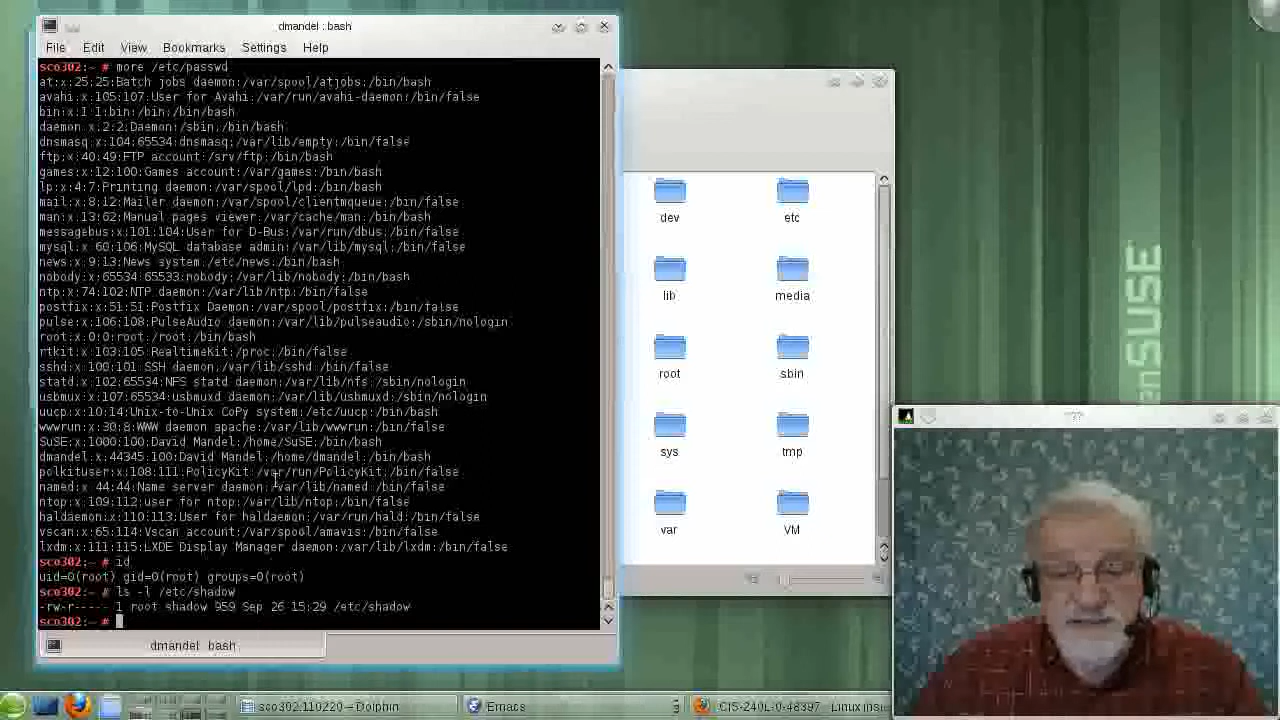 dmandel : bash
File Edit View Bookmarks Settings Help
sco302:~ # more /etc/passwd
at:x:25:25:Batch jobs daemon:/var/spool/atjobs:/bin/bash
avahi:x:105:107:User for Avahi:/var/run/avahi-daemon:/bin/false
bin:x:1:1:bin:/bin:/bin/bash
daemon:x:2:2:Daemon:/sbin:/bin/bash
dnsmasq:x:104:65534:dnsmasq:/var/lib/empty:/bin/false
ftp:x:40:49:FTP account:/srv/ftp:/bin/bash
games:x:12:100:Games account:/var/games:/bin/bash
lp:x:4:7:Printing daemon:/var/spool/lpd:/bin/bash
mail:x:8:12:Mailer daemon:/var/spool/clientmqueue:/bin/false
man:x:13:62:Manual pages viewer:/var/cache/man:/bin/bash
messagebus:x:101:104:User for D-Bus:/var/run/dbus:/bin/false
mysql:x:60:106:MySQL database admin:/var/lib/mysql:/bin/false
news:x:9:13:News system:/etc/news:/bin/bash
nobody:x:65534:65533:nobody:/var/lib/nobody:/bin/bash
ntp:x:74:102:NTP daemon:/var/lib/ntp:/bin/false
postfix:x:51:51:Postfix Daemon:/var/spool/postfix:/bin/false
pulse:x:106:108:PulseAudio daemon:/var/lib/pulseaudio:/sbin/nologin
root:x:0:0:root:/root:/bin/bash
rtkit:x:103:105:RealtimeKit:/proc:/bin/false
sshd:x:100:101:SSH daemon:/var/lib/sshd:/bin/false
statd:x:102:65534:NFS statd daemon:/var/lib/nfs:/sbin/nologin
usbmux:x:107:65534:usbmuxd daemon:/var/lib/usbmuxd:/sbin/nologin
uucp:x:10:14:Unix-to-Unix CoPy system:/etc/uucp:/bin/bash
wwwrun:x:30:8:WWW daemon apache:/var/lib/wwwrun:/bin/false
SuSE:x:1000:100:David Mandel:/home/SuSE:/bin/bash
dmandel:x:44345:100:David Mandel:/home/dmandel:/bin/bash
polkituser:x:108:111:PolicyKit:/var/run/PolicyKit:/bin/false
named:x:44:44:Name server daemon:/var/lib/named:/bin/false
ntop:x:109:112:user for ntop:/var/lib/ntop:/bin/false
haldaemon:x:110:113:User for haldaemon:/var/run/hald:/bin/false
vscan:x:65:114:Vscan account:/var/spool/amavis:/bin/false
lxdm:x:111:115:LXDE Display Manager daemon:/var/lib/lxdm:/bin/false
sco302:~ # id
uid=0(root) gid=0(root) groups=0(root)
sco302:~ # ls -l /etc/shadow
-rw-r----- 1 root shadow 959 Sep 26 15:29 /etc/shadow
sco302:~ #
dmandel bash
dev etc
lib media
root sbin
sys tmp
var VM
enSUSE
???
sco302.110220 – Dolphin
Emacs
3
CIS-240L-0-48397 Linux Ins